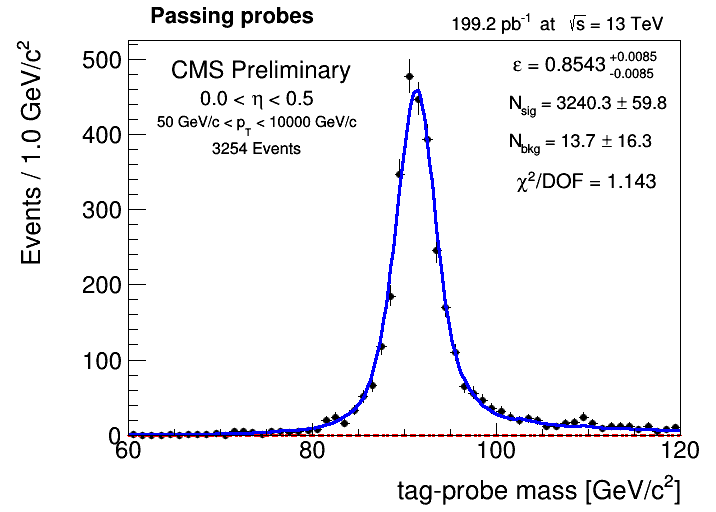 Passing probes
199.2 pb⁻¹ at √s = 13 TeV
CMS Preliminary
0.0 < η < 0.5
50 GeV/c < p_T < 10000 GeV/c
3254 Events
ε = 0.8543 +0.0085 -0.0085
N_sig = 3240.3 ± 59.8
N_bkg = 13.7 ± 16.3
χ²/DOF = 1.143
Events / 1.0 GeV/c²
500
400
300
200
100
0
60 80 100 120
tag-probe mass [GeV/c²]